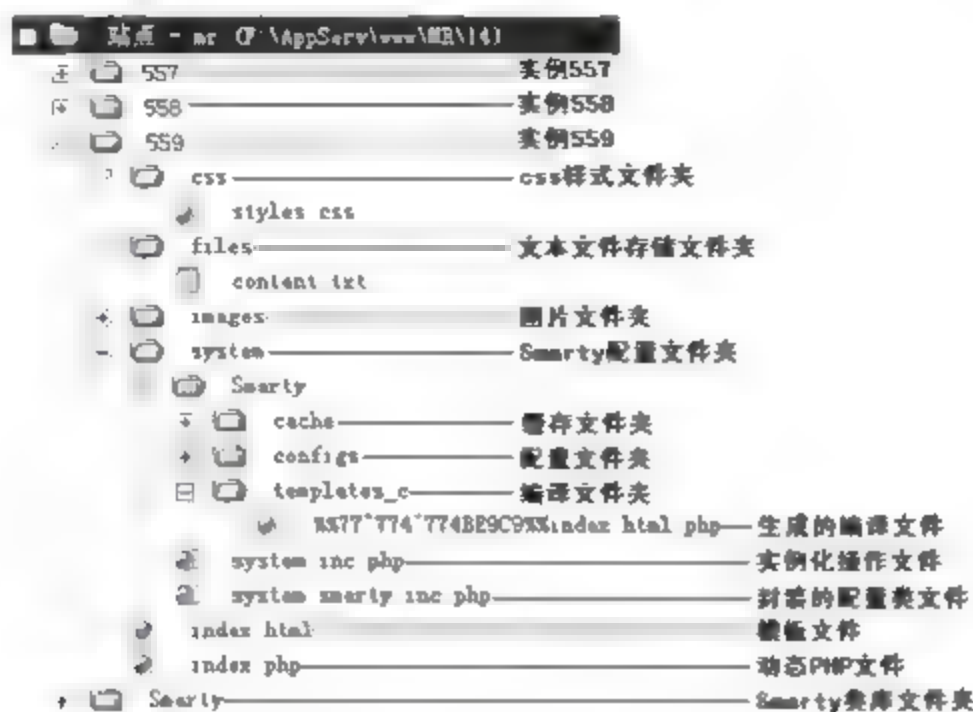 站点 - mr (F:\AppServ\www\MR\14)
557 实例557
558 实例558
559 实例559
css css样式文件夹
styles.css
files 文本文件存储文件夹
content.txt
images 图片文件夹
system Smarty配置文件夹
Smarty
cache 缓存文件夹
configs 配置文件夹
templates_c 编译文件夹
%%77^774^774BE9C9%%index.html.php 生成的编译文件
system.inc.php 实例化操作文件
system.smarty.inc.php 封装的配置类文件
index.html 模板文件
index.php 动态PHP文件
Smarty Smarty类库文件夹